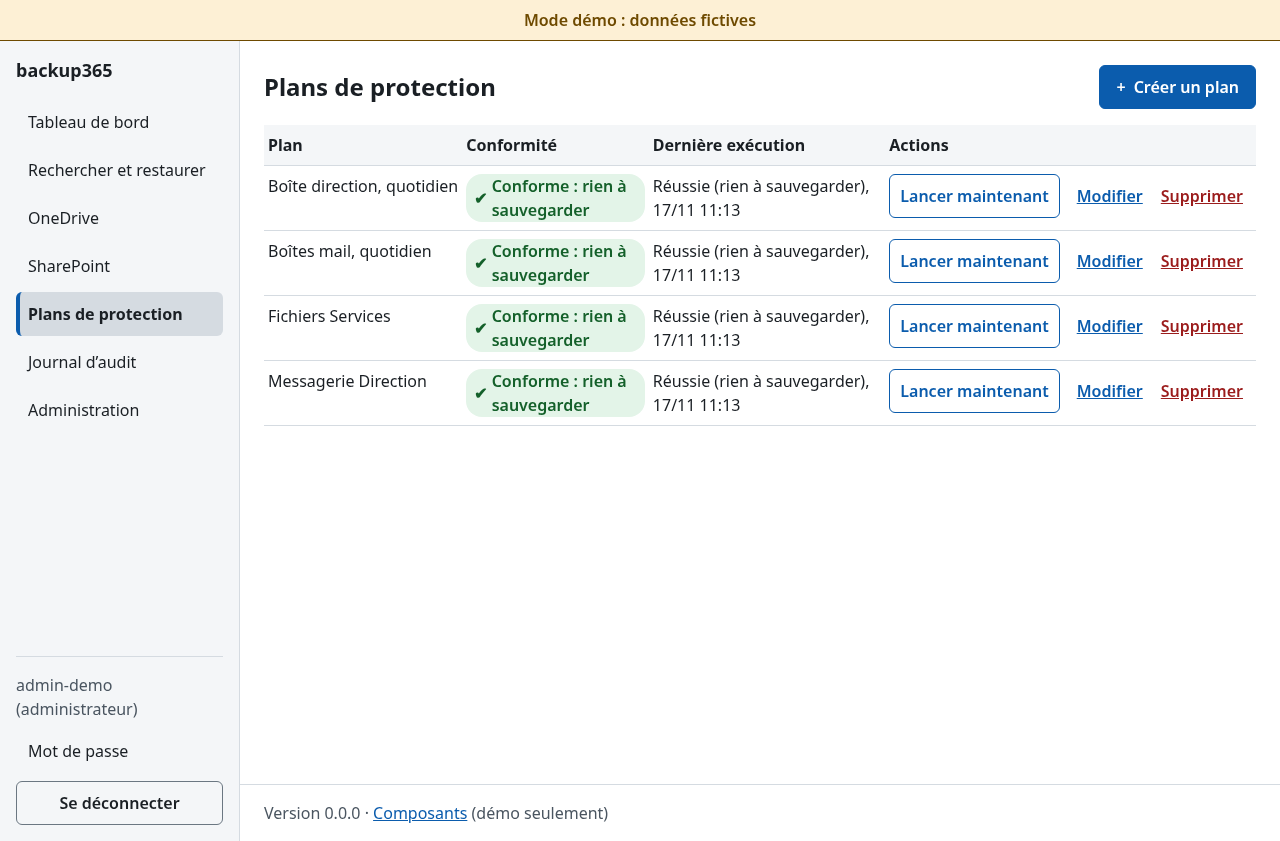 Mode démo : données fictives
backup365
Tableau de bord
Rechercher et restaurer
OneDrive
SharePoint
Plans de protection
Journal d’audit
Administration
admin-demo
(administrateur)
Mot de passe
Se déconnecter
Plans de protection
+ Créer un plan
Plan Conformité Dernière exécution Actions
Boîte direction, quotidien ✔ Conforme : rien à sauvegarder Réussie (rien à sauvegarder), 17/11 11:13 Lancer maintenant Modifier Supprimer
Boîtes mail, quotidien ✔ Conforme : rien à sauvegarder Réussie (rien à sauvegarder), 17/11 11:13 Lancer maintenant Modifier Supprimer
Fichiers Services ✔ Conforme : rien à sauvegarder Réussie (rien à sauvegarder), 17/11 11:13 Lancer maintenant Modifier Supprimer
Messagerie Direction ✔ Conforme : rien à sauvegarder Réussie (rien à sauvegarder), 17/11 11:13 Lancer maintenant Modifier Supprimer
Version 0.0.0 · Composants (démo seulement)